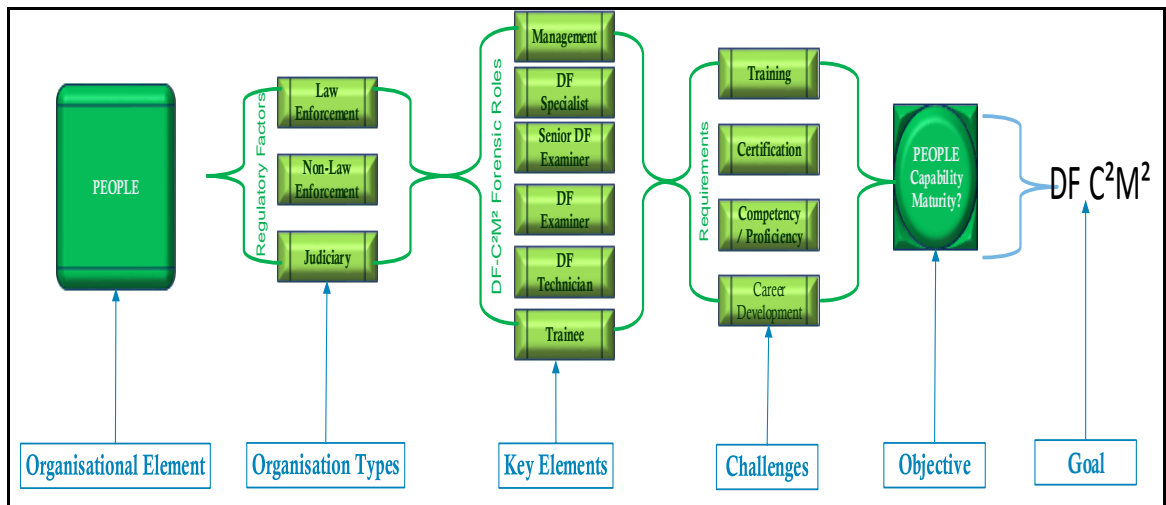 PEOPLE
Regulatory Factors
Law
Enforcement
Non-Law
Enforcement
Judiciary
DF-C²M² Forensic Roles
Management
DF
Specialist
Senior DF
Examiner
DF
Examiner
DF
Technician
Trainee
Requirements
Training
Certification
Competency
/ Proficiency
Career
Development
PEOPLE
Capability
Maturity?
DF C²M²
Organisational Element
Organisation Types
Key Elements
Challenges
Objective
Goal